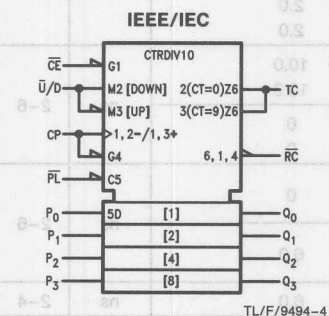 IEEE/IEC
CTRDIV10
CE G1
U/D M2 [DOWN] 2(CT=0)Z6 TC
M3 [UP] 3(CT=9)Z6
CP >1,2-/1,3+
G4 6,1,4 RC
PL C5
P0 5D [1] Q0
P1 [2] Q1
P2 [4] Q2
P3 [8] Q3
TL/F/9494-4